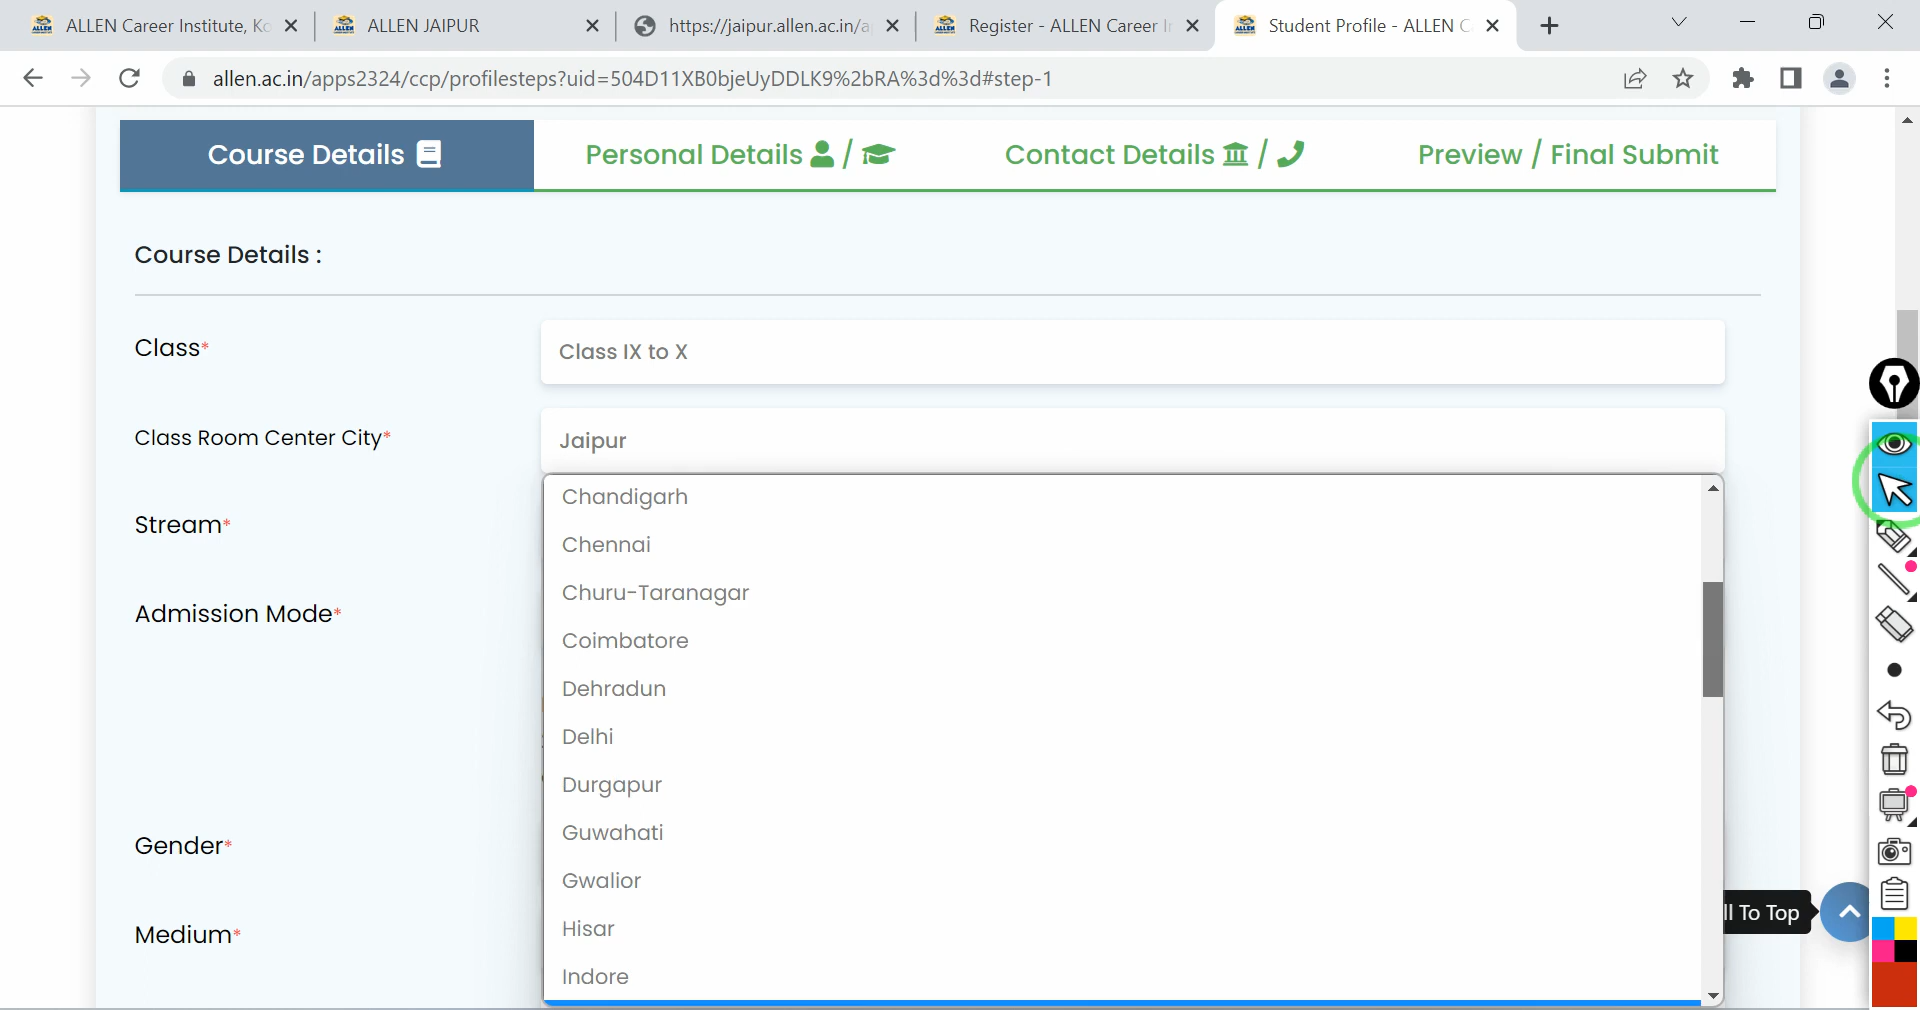 ALLEN Career Institute, Ko
ALLEN JAIPUR
https://jaipur.allen.ac.in/a
Register - ALLEN Career I
Student Profile - ALLEN C
allen.ac.in/apps2324/ccp/profilesteps?uid=504D11XB0bjeUyDDLK9%2bRA%3d%3d#step-1
Course Details
Personal Details /
Contact Details /
Preview / Final Submit
Course Details :
Class*
Class IX to X
Class Room Center City*
Jaipur
Chandigarh
Chennai
Stream*
Churu-Taranagar
Admission Mode*
Coimbatore
Dehradun
Delhi
Durgapur
Guwahati
Gender*
Gwalior
ll To Top
Hisar
Medium*
Indore